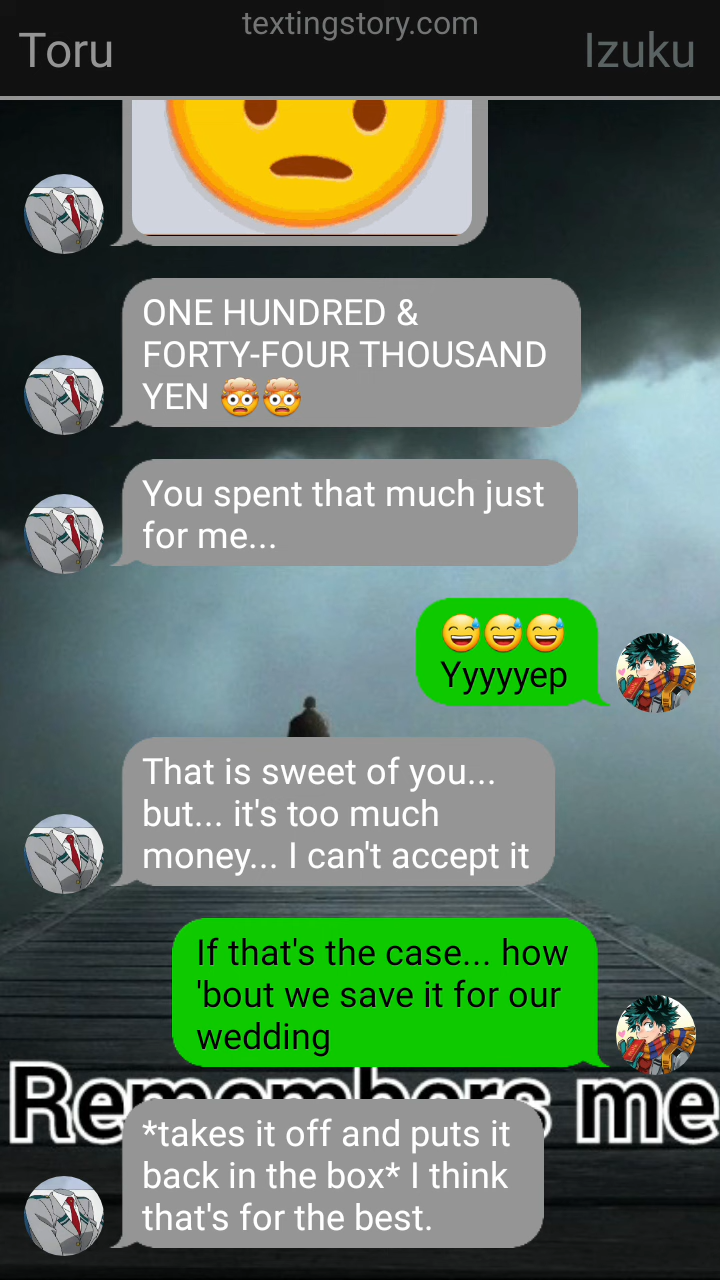 textingstory.com
Toru
Izuku
ONE HUNDRED &
FORTY-FOUR THOUSAND
YEN 🤯🤯
You spent that much just
for me...
😅😅😅
Yyyyyep
That is sweet of you...
but... it's too much
money... I can't accept it
If that's the case... how
'bout we save it for our
wedding
Remembers me
*takes it off and puts it
back in the box* I think
that's for the best.